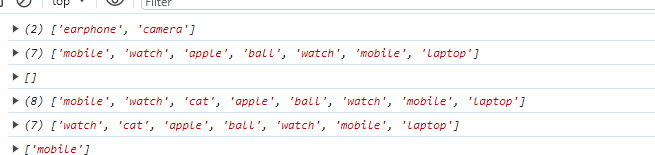 top
Filter
(2) ['earphone', 'camera']
(7) ['mobile', 'watch', 'apple', 'ball', 'watch', 'mobile', 'laptop']
[]
(8) ['mobile', 'watch', 'cat', 'apple', 'ball', 'watch', 'mobile', 'laptop']
(7) ['watch', 'cat', 'apple', 'ball', 'watch', 'mobile', 'laptop']
['mobile']